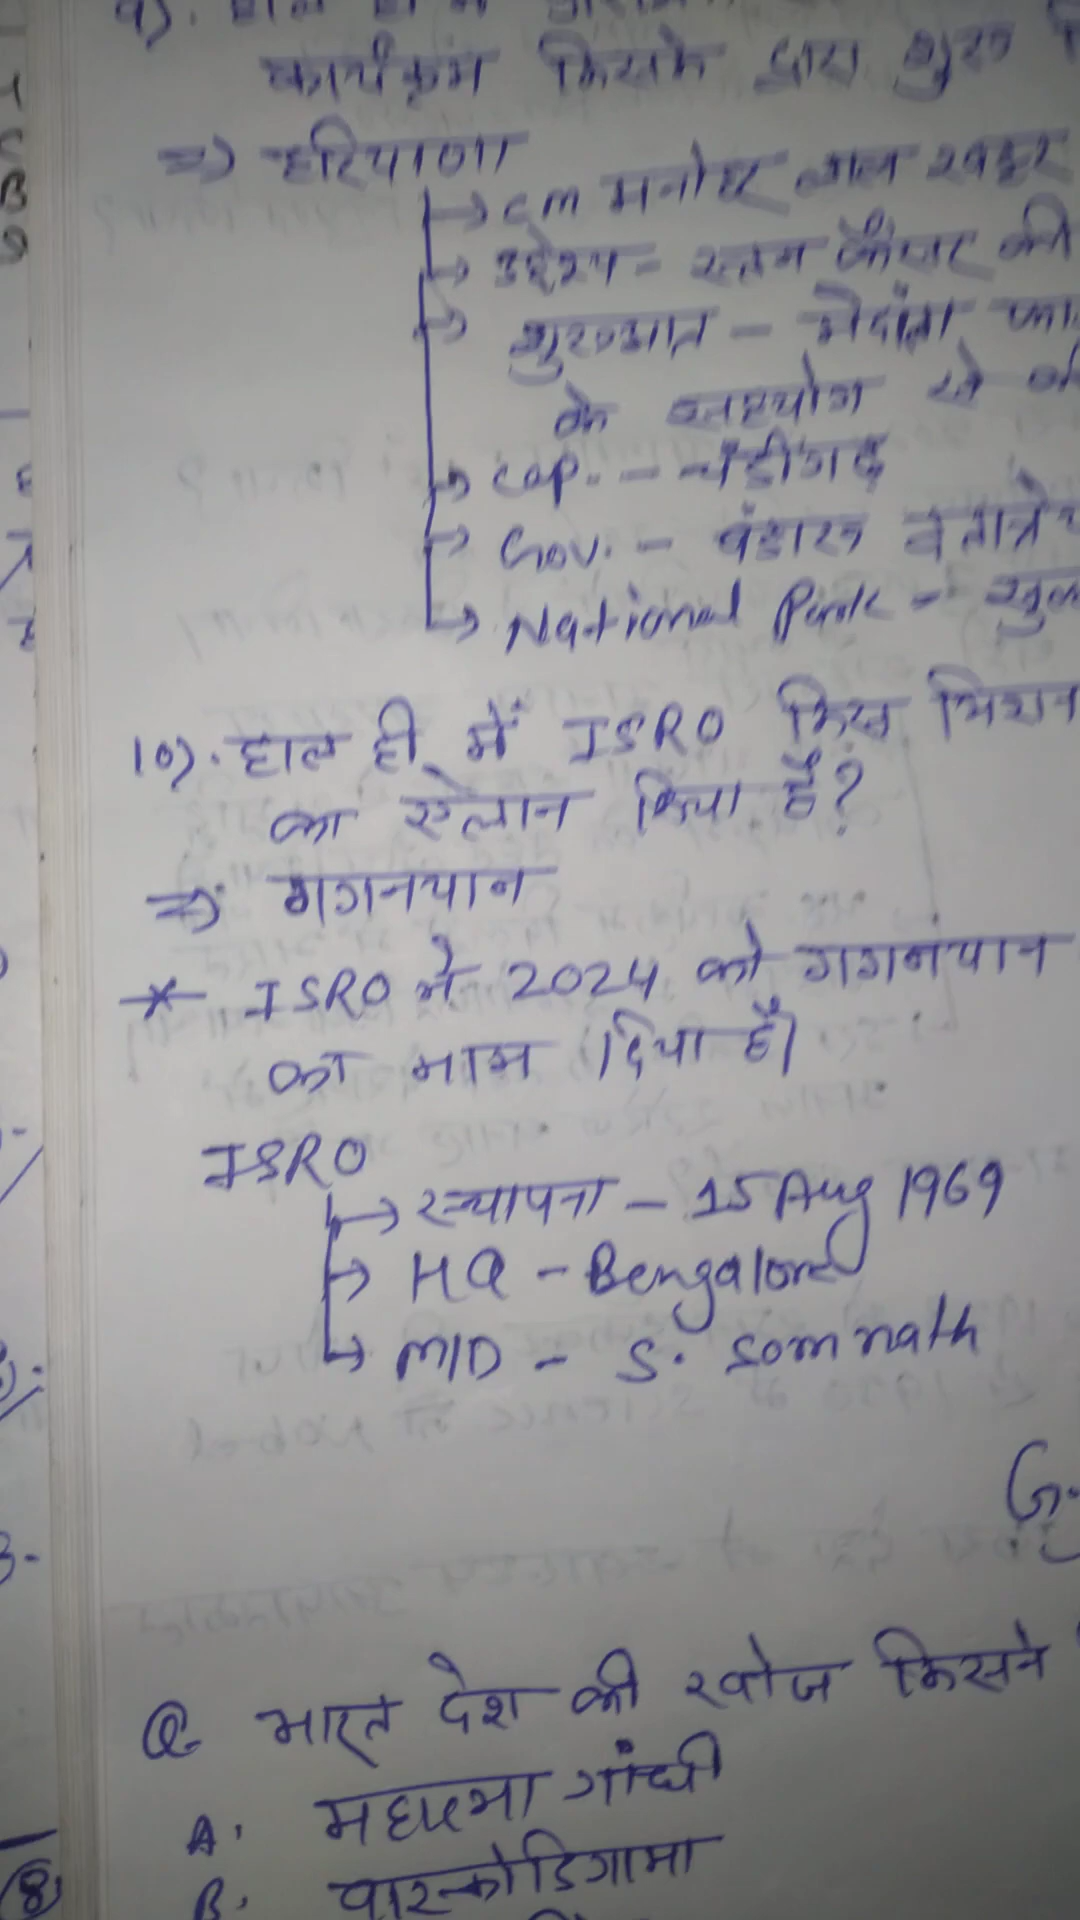 9). हाल ही में
कार्यक्रम किसके द्वारा शुरु
=> हरियाणा
→ cm मनोहर लाल खट्टर
→ उद्देश्य - स्तन कैंसर की
→ शुरुआत - मेदांता फा
के सहयोग से की
→ cap. - चंडीगढ़
→ Gov. - बंडारु दत्तात्रेय
→ National Park - सुल
10). हाल ही में ISRO किस मिशन
का ऐलान किया है?
=> गगनयान
* ISRO ने 2024 को गगनयान
का नाम दिया है।
ISRO
→ स्थापना - 15 Aug 1969
→ HQ - Bengalore
→ M/D - S. Somnath
G.
Q. भारत देश की खोज किसने
A. महात्मा गांधी
B. वास्कोडिगामा